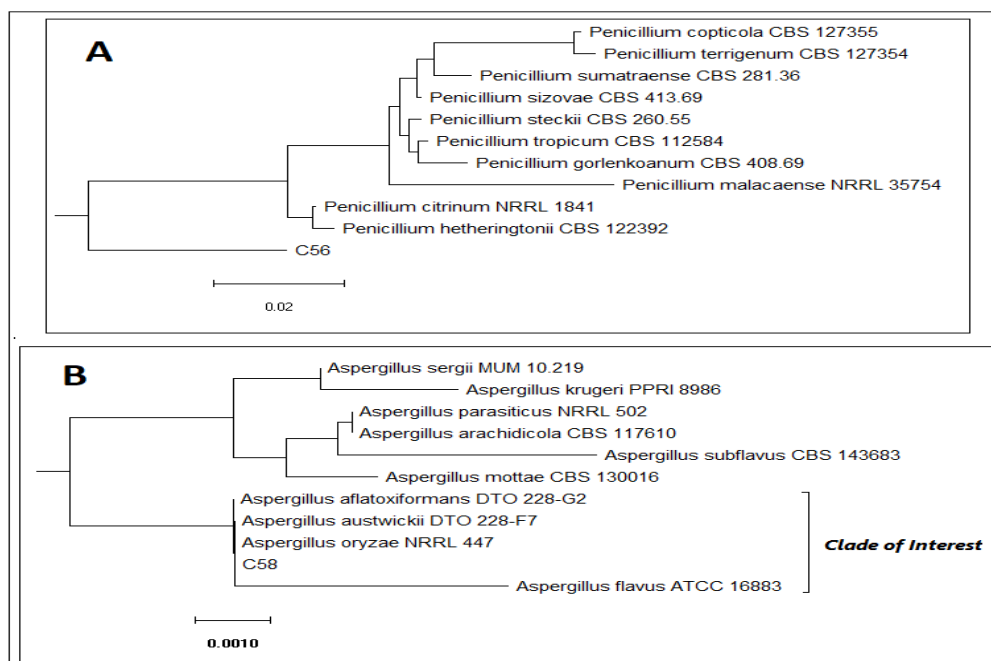 A
Penicillium copticola CBS 127355
Penicillium terrigenum CBS 127354
Penicillium sumatraense CBS 281.36
Penicillium sizovae CBS 413.69
Penicillium steckii CBS 260.55
Penicillium tropicum CBS 112584
Penicillium gorlenkoanum CBS 408.69
Penicillium malacaense NRRL 35754
Penicillium citrinum NRRL 1841
Penicillium hetheringtonii CBS 122392
C56
0.02
B
Aspergillus sergii MUM 10.219
Aspergillus krugeri PPRI 8986
Aspergillus parasiticus NRRL 502
Aspergillus arachidicola CBS 117610
Aspergillus subflavus CBS 143683
Aspergillus mottae CBS 130016
Aspergillus aflatoxiformans DTO 228-G2
Aspergillus austwickii DTO 228-F7
Aspergillus oryzae NRRL 447
C58
Aspergillus flavus ATCC 16883
Clade of Interest
0.0010